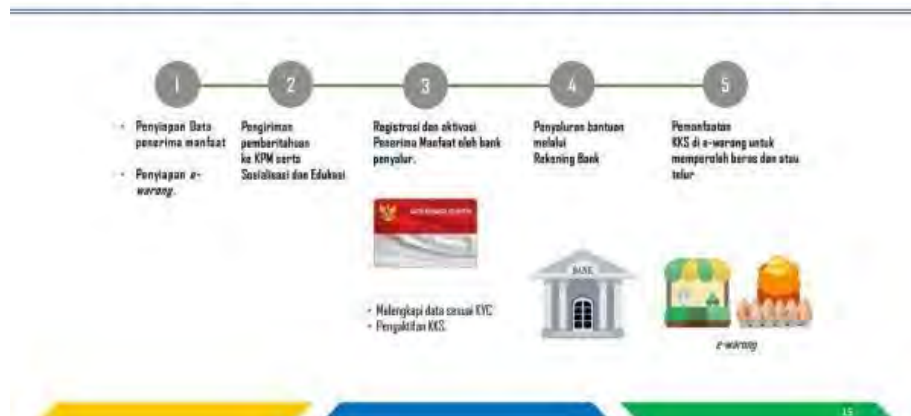 1
2
3
4
5
• Penyiapan Data
penerima manfaat
• Penyiapan e-
warong.
Pengiriman
pemberitahuan
ke KPM serta
Sosialisasi dan Edukasi
Registrasi dan aktivasi
Penerima Manfaat oleh bank
penyalur.
Penyaluran bantuan
melalui
Rekening Bank
Pemanfaatan
KKS di e-warong untuk
memperoleh beras dan atau
telur
BANK
• Melengkapi data sesuai KYC
• Pengaktifan KKS.
e-warong
15